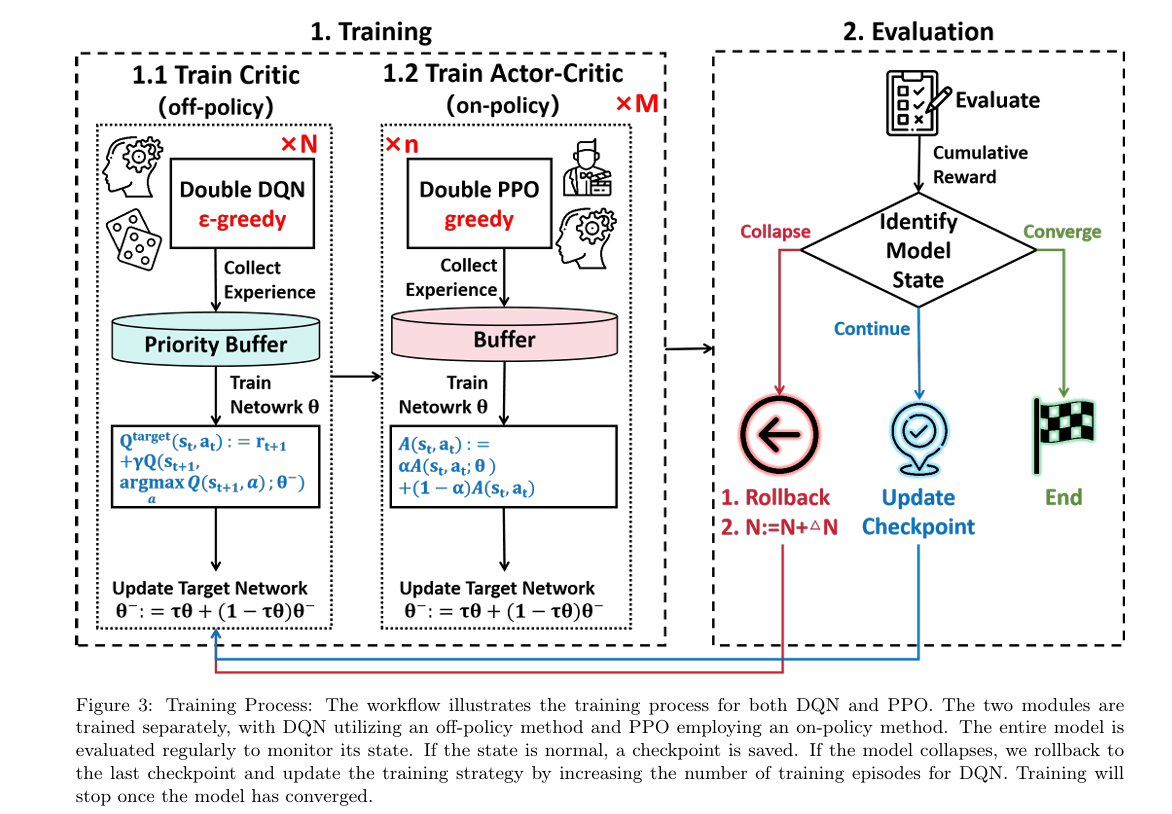 1. Training
1.1 Train Critic
(off-policy)
×N
Double DQN
ε-greedy
Collect
Experience
Priority Buffer
Train
Netowrk θ
Q^target(s_t, a_t) := r_{t+1}
+γQ(s_{t+1},
argmax_a Q(s_{t+1}, a); θ⁻)
Update Target Network
θ⁻: = τθ + (1 − τθ)θ⁻
1.2 Train Actor-Critic
(on-policy)
×M
×n
Double PPO
greedy
Collect
Experience
Buffer
Train
Netowrk θ
A(s_t, a_t) :=
αA(s_t, a_t; θ )
+(1 − α)A(s_t, a_t)
Update Target Network
θ⁻: = τθ + (1 − τθ)θ⁻
2. Evaluation
Evaluate
Cumulative
Reward
Identify
Model
State
Collapse
Continue
Converge
1. Rollback
2. N:=N+△N
Update
Checkpoint
End
Figure 3: Training Process: The workflow illustrates the training process for both DQN and PPO. The two modules are
trained separately, with DQN utilizing an off-policy method and PPO employing an on-policy method. The entire model is
evaluated regularly to monitor its state. If the state is normal, a checkpoint is saved. If the model collapses, we rollback to
the last checkpoint and update the training strategy by increasing the number of training episodes for DQN. Training will
stop once the model has converged.